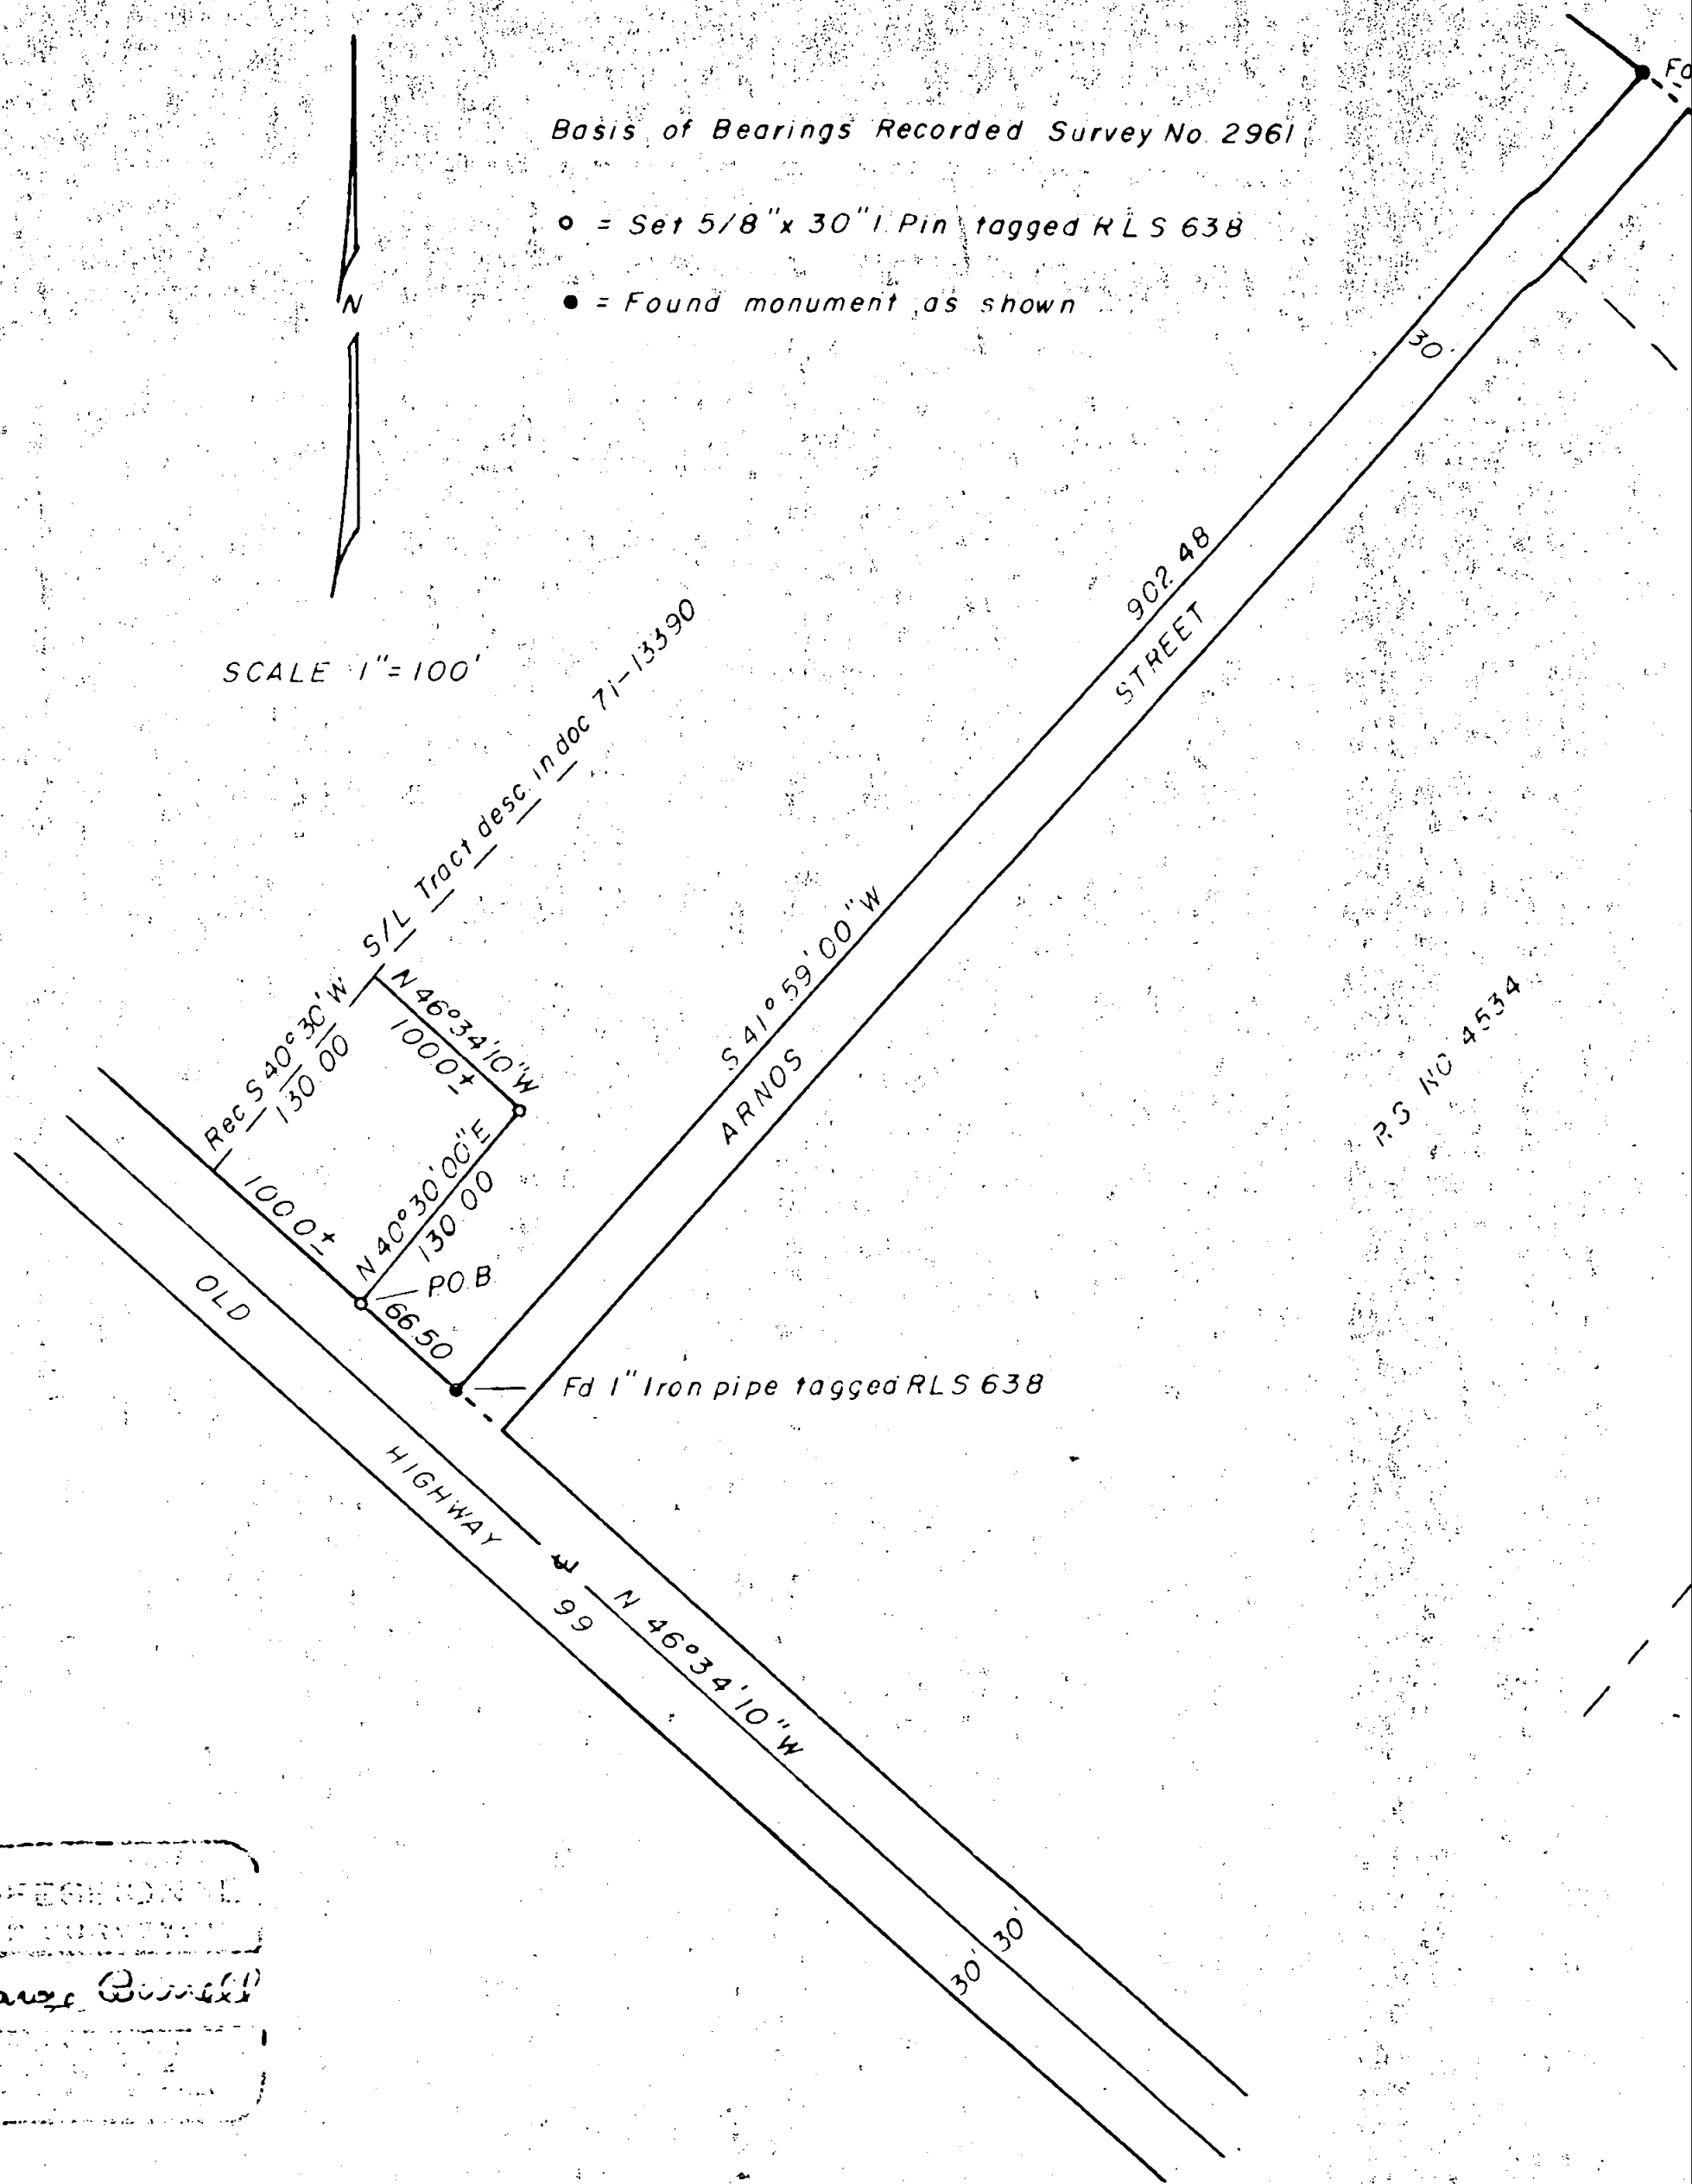 Fd
Basis of Bearings Recorded Survey No. 2961
o = Set 5/8"x 30" I. Pin tagged RLS 638
● = Found monument as shown
N
30'
SCALE 1"=100'
902.48
STREET
S/L Tract desc. in doc 71-13390
S 41°59'00"W
ARNOS
RS NO 4534
Rec S 40°30'W
130.00
N 46°34'10"W
100.0±
100.0±
N 40°30'00"E
130.00
P.O.B.
66.50
OLD
Fd 1" Iron pipe tagged RLS 638
HIGHWAY
℄
99
N 46°34'10"W
30'
30'